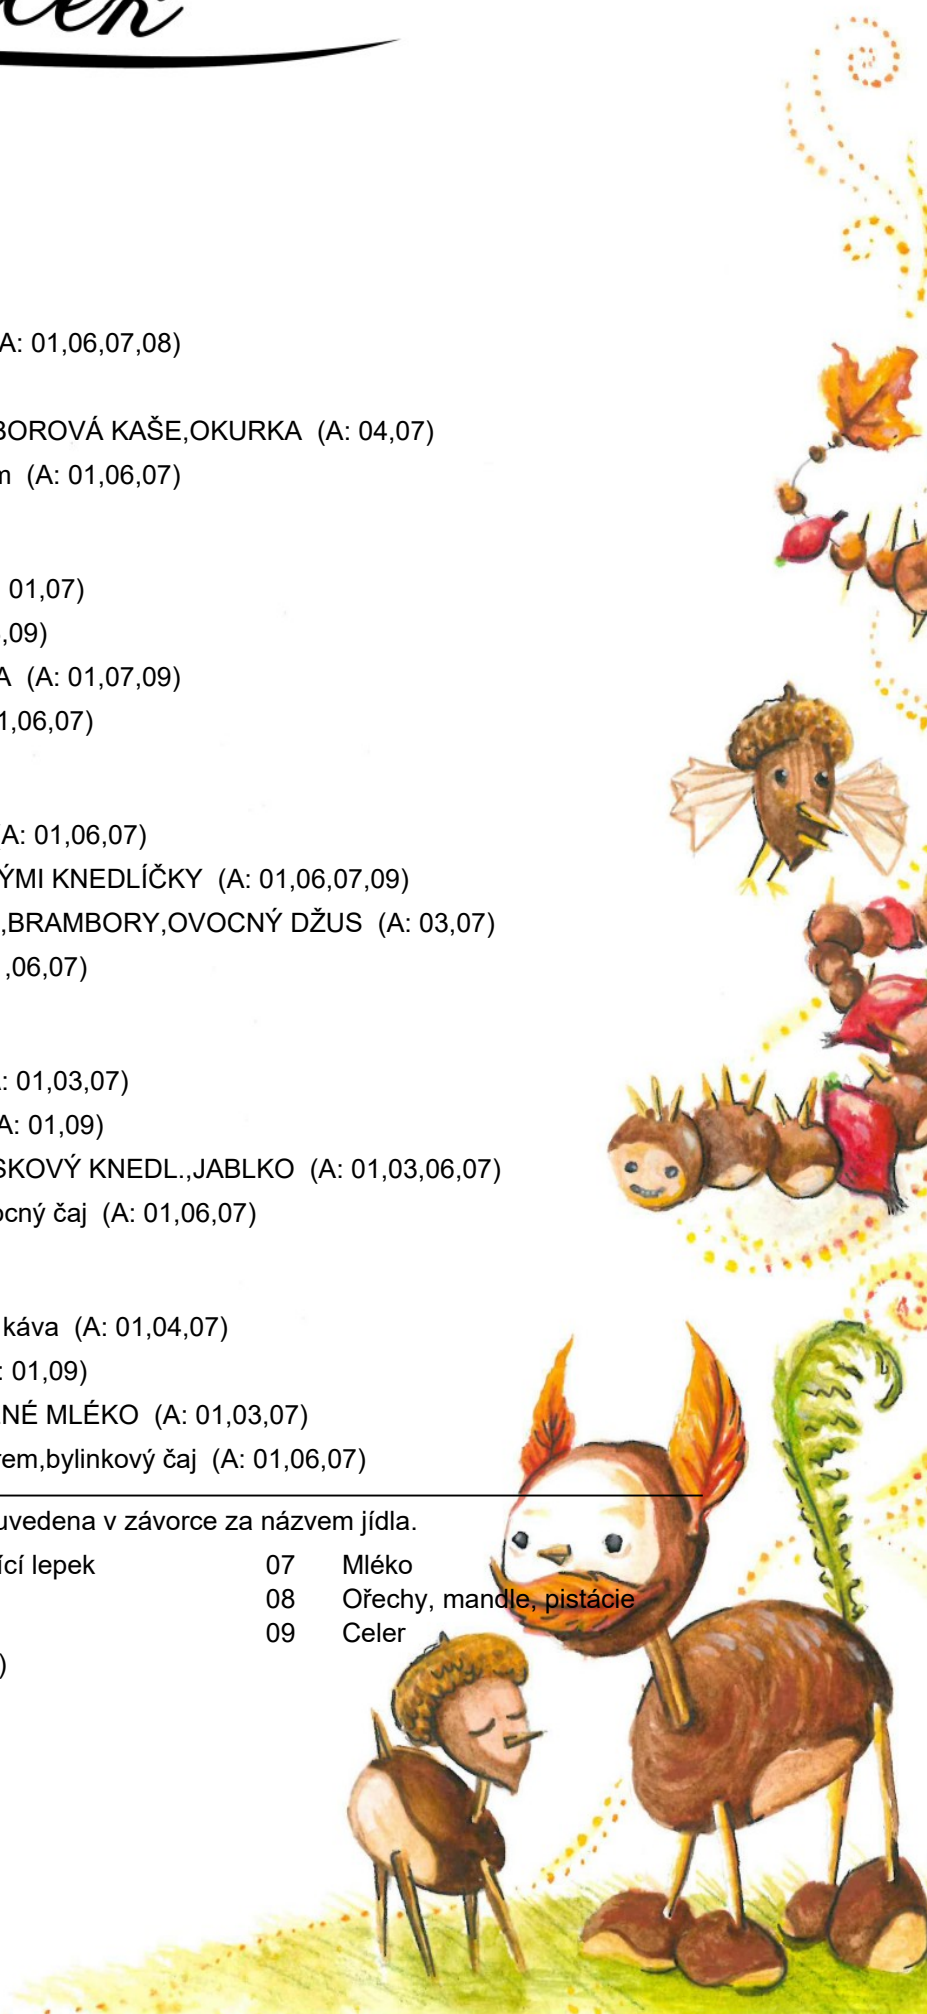 A: 01,06,07,08)
BOROVÁ KAŠE,OKURKA (A: 04,07)
(A: 01,06,07)
01,07)
,09)
A (A: 01,07,09)
1,06,07)
A: 01,06,07)
ÝMI KNEDLÍČKY (A: 01,06,07,09)
,BRAMBORY,OVOCNÝ DŽUS (A: 03,07)
,06,07)
: 01,03,07)
A: 01,09)
SKOVÝ KNEDL.,JABLKO (A: 01,03,06,07)
ocný čaj (A: 01,06,07)
káva (A: 01,04,07)
: 01,09)
NÉ MLÉKO (A: 01,03,07)
rem,bylinkový čaj (A: 01,06,07)
uvedena v závorce za názvem jídla.
ící lepek 07 Mléko
08 Ořechy, mandle, pistácie
09 Celer
)